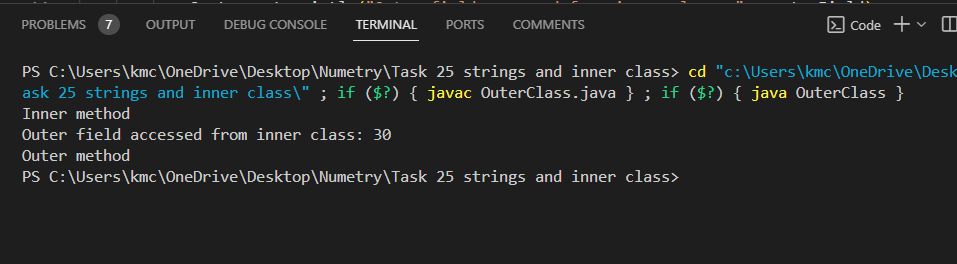 PROBLEMS 7 OUTPUT DEBUG CONSOLE TERMINAL PORTS COMMENTS Code
PS C:\Users\kmc\OneDrive\Desktop\Numetry\Task 25 strings and inner class> cd "c:\Users\kmc\OneDrive\Desk
ask 25 strings and inner class\" ; if ($?) { javac OuterClass.java } ; if ($?) { java OuterClass }
Inner method
Outer field accessed from inner class: 30
Outer method
PS C:\Users\kmc\OneDrive\Desktop\Numetry\Task 25 strings and inner class>